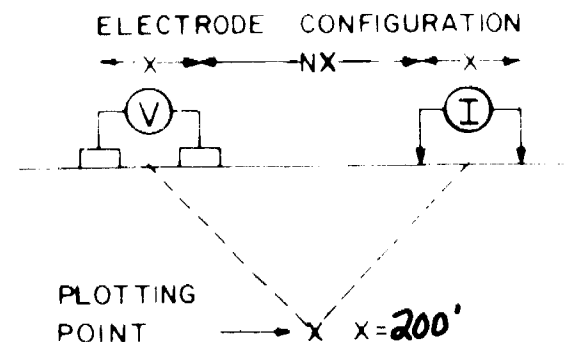 ELECTRODE CONFIGURATION
X NX X
V I
PLOTTING
POINT X X=200'